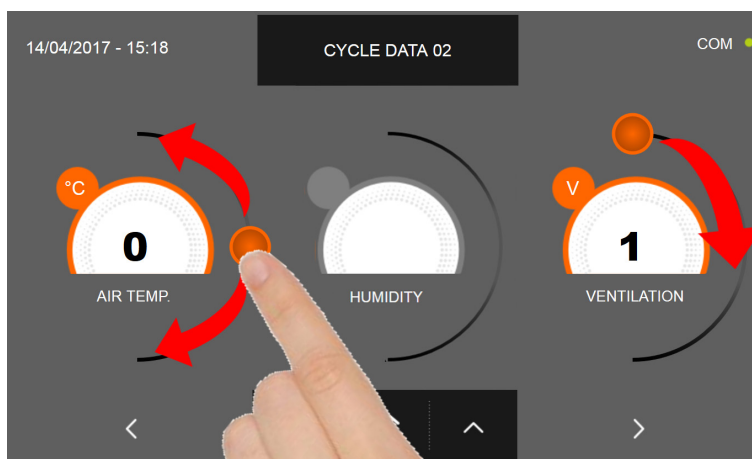 14/04/2017 - 15:18
CYCLE DATA 02
COM
°C
V
0
1
AIR TEMP.
HUMIDITY
VENTILATION